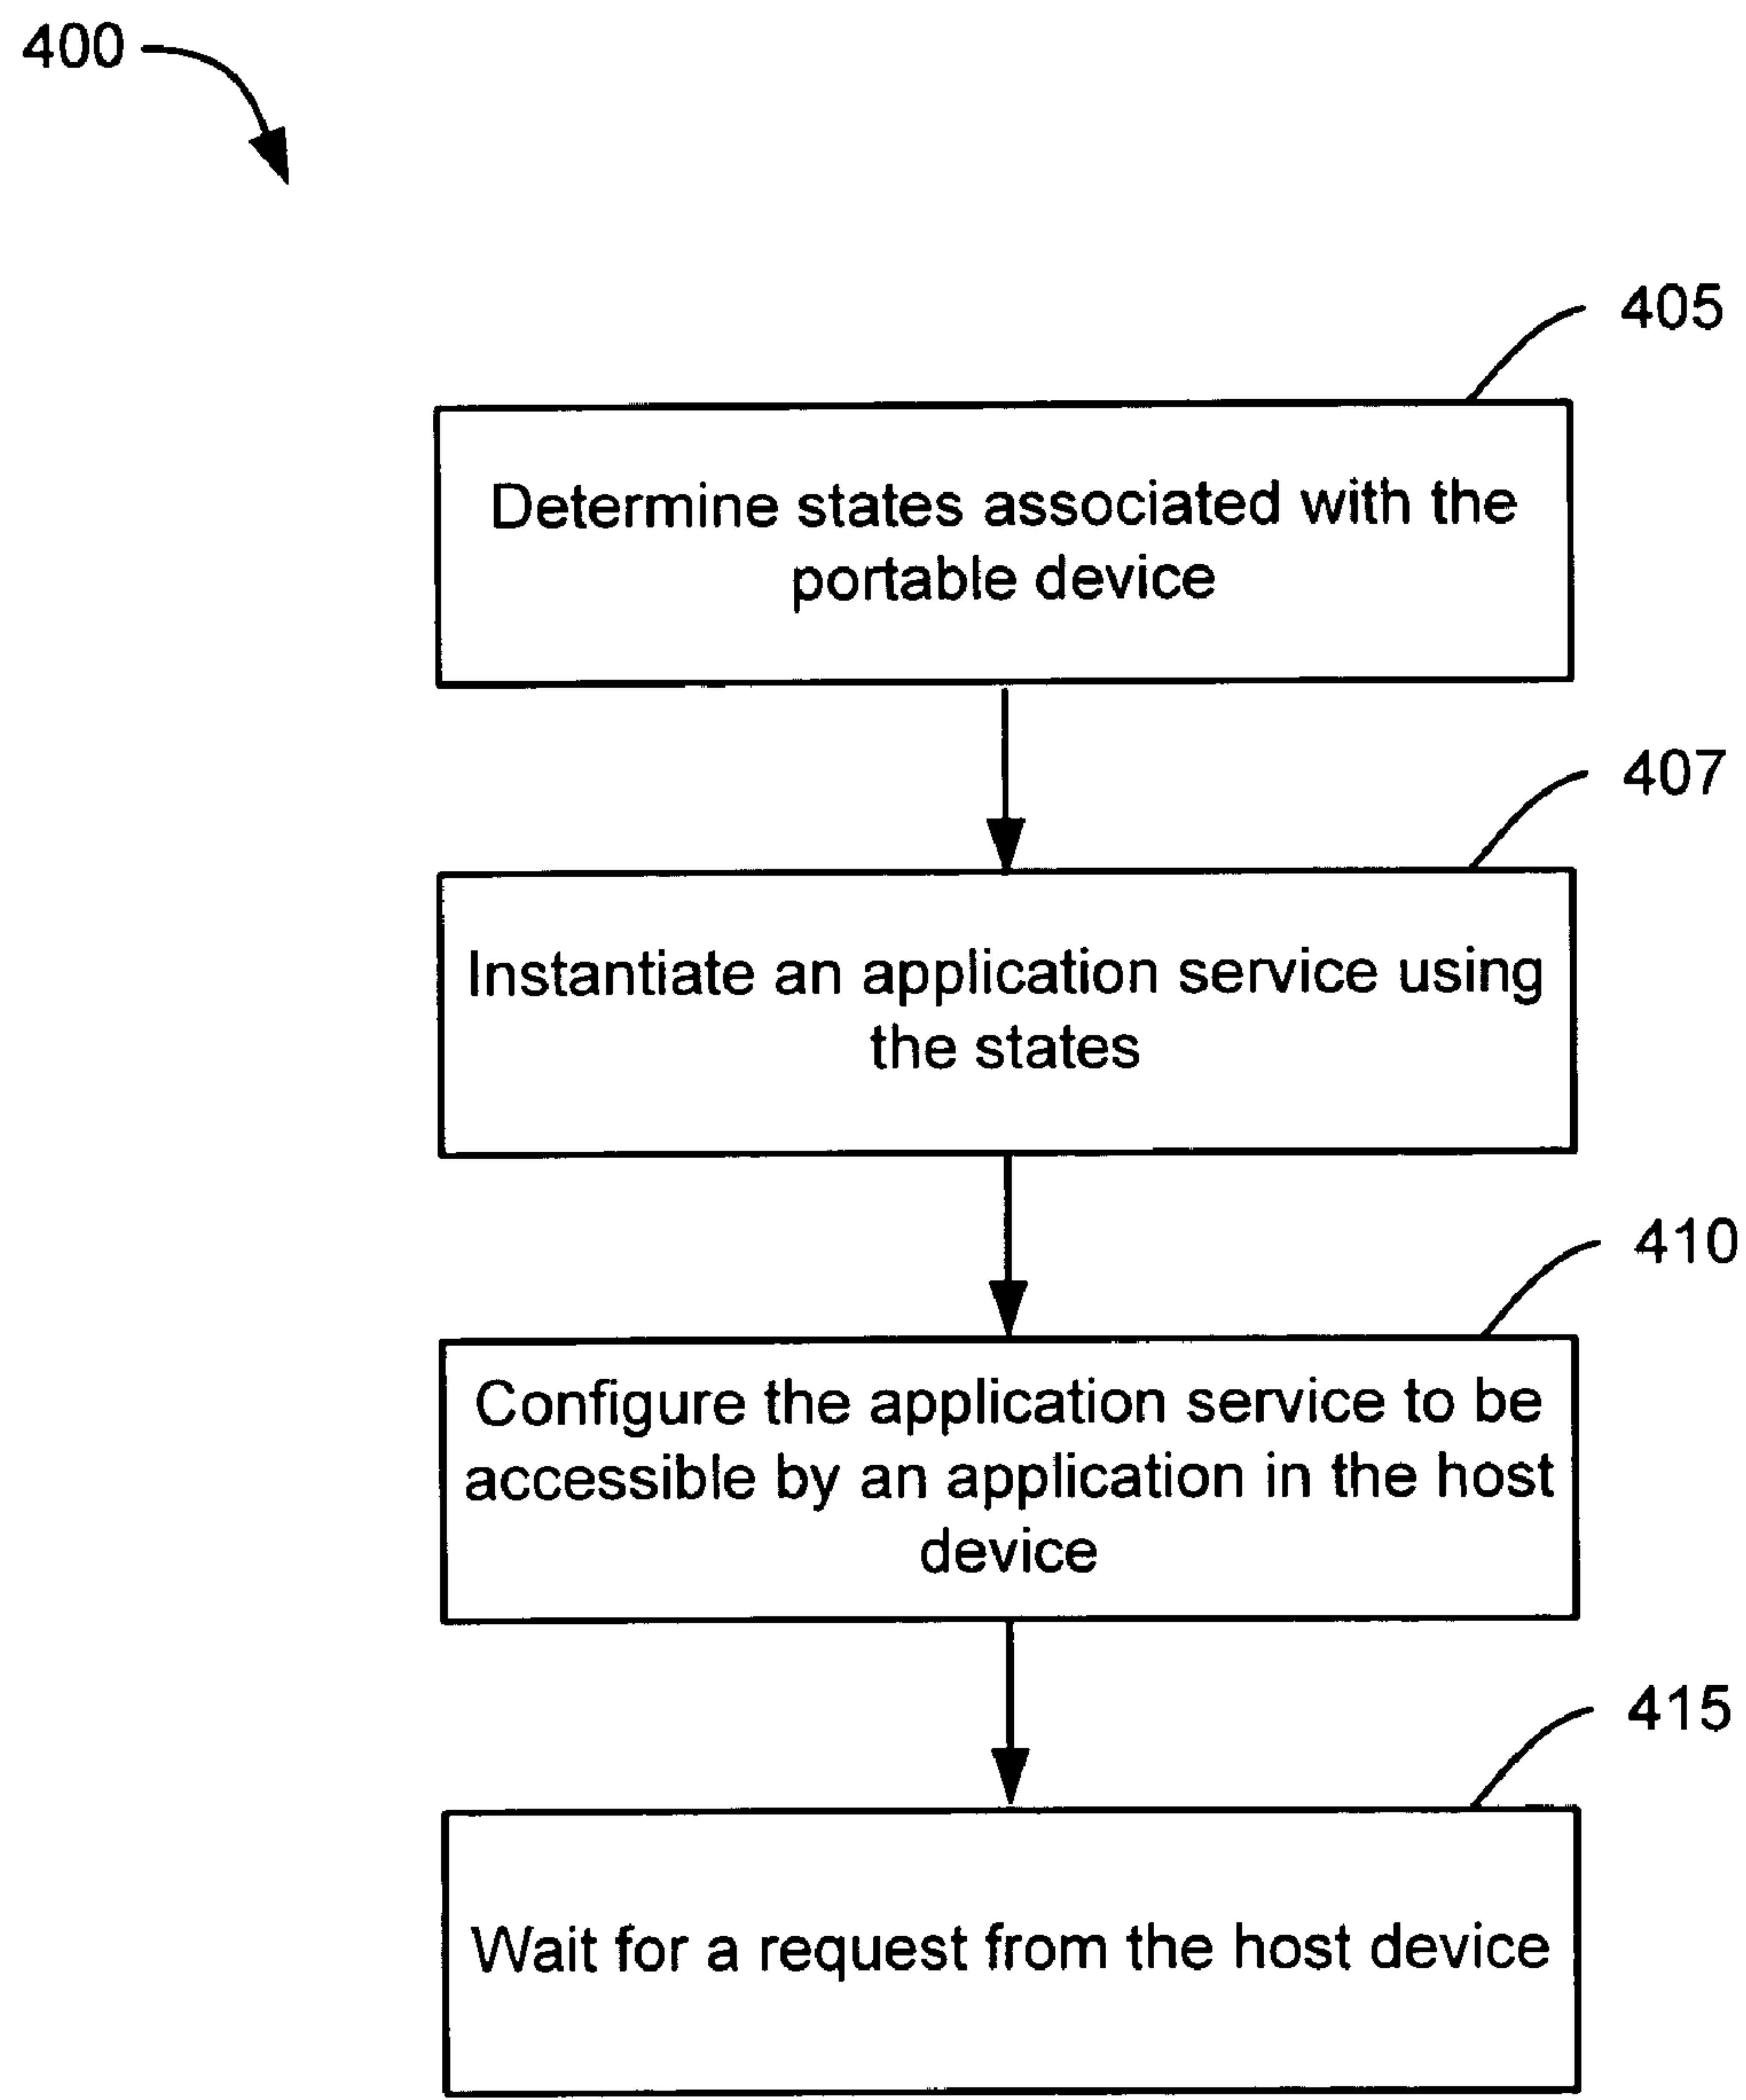 400
405
Determine states associated with the
portable device
407
Instantiate an application service using
the states
410
Configure the application service to be
accessible by an application in the host
device
415
Wait for a request from the host device